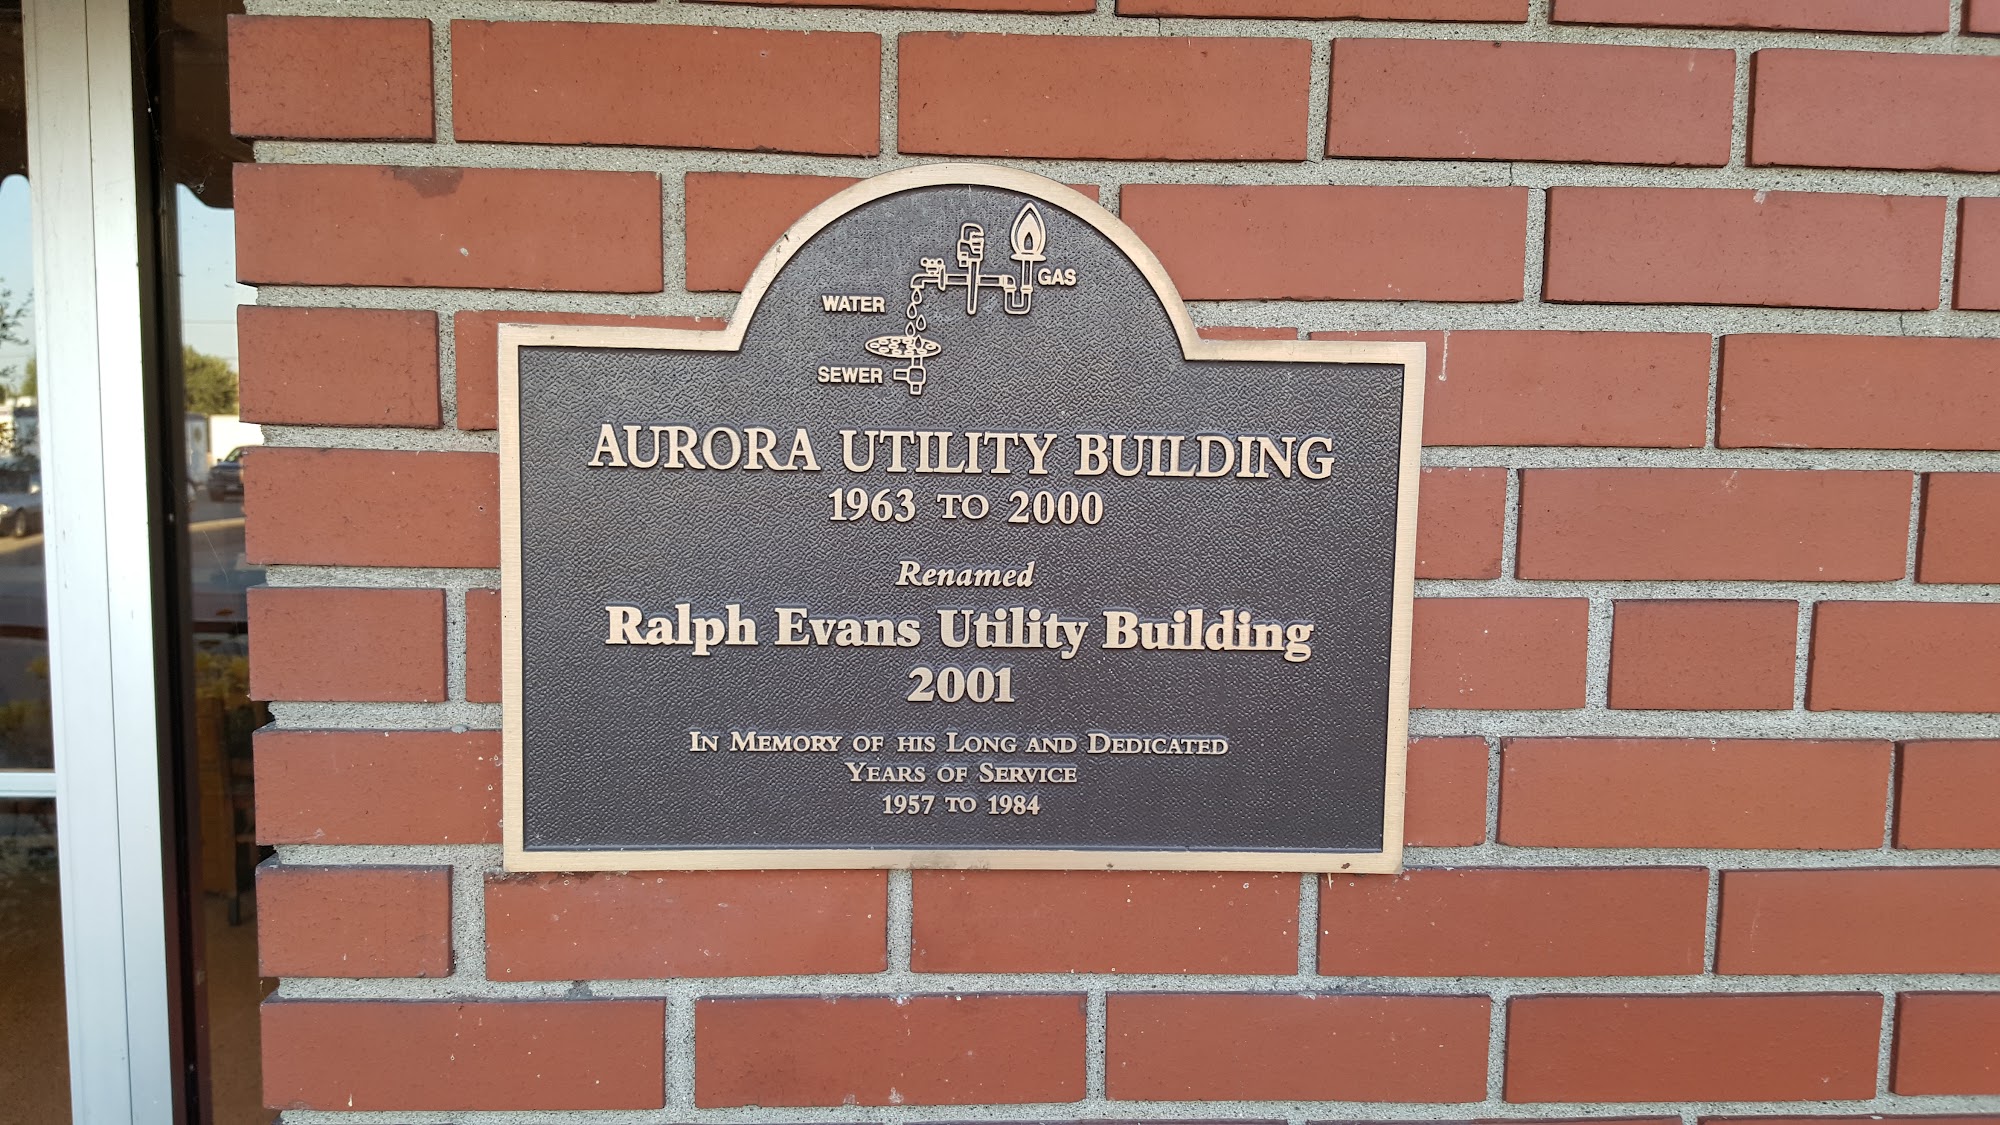 GAS
WATER
SEWER
AURORA UTILITY BUILDING
1963 TO 2000
Renamed
Ralph Evans Utility Building
2001
IN MEMORY OF HIS LONG AND DEDICATED
YEARS OF SERVICE
1957 TO 1984